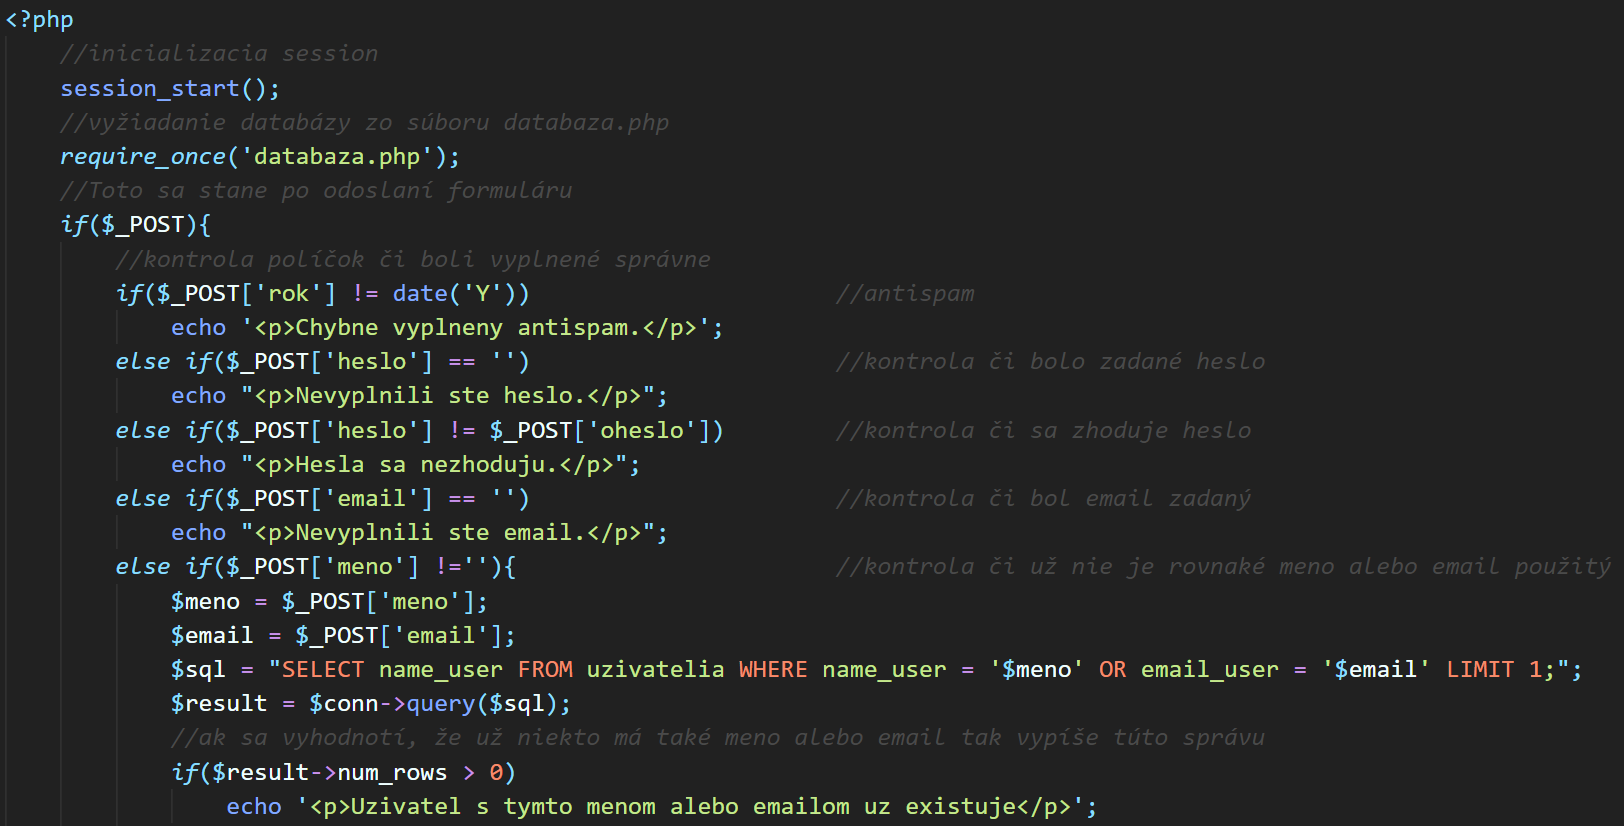 <?php
//inicializacia session
session_start();
//vyžiadanie databázy zo súboru databaza.php
require_once('databaza.php');
//Toto sa stane po odoslaní formuláru
if($_POST){
//kontrola políčok či boli vyplnené správne
if($_POST['rok'] != date('Y')) //antispam
echo '<p>Chybne vyplneny antispam.</p>';
else if($_POST['heslo'] == '') //kontrola či bolo zadané heslo
echo "<p>Nevyplnili ste heslo.</p>";
else if($_POST['heslo'] != $_POST['oheslo']) //kontrola či sa zhoduje heslo
echo "<p>Hesla sa nezhoduju.</p>";
else if($_POST['email'] == '') //kontrola či bol email zadaný
echo "<p>Nevyplnili ste email.</p>";
else if($_POST['meno'] !=''){ //kontrola či už nie je rovnaké meno alebo email použitý
$meno = $_POST['meno'];
$email = $_POST['email'];
$sql = "SELECT name_user FROM uzivatelia WHERE name_user = '$meno' OR email_user = '$email' LIMIT 1;";
$result = $conn->query($sql);
//ak sa vyhodnotí, že už niekto má také meno alebo email tak vypíše túto správu
if($result->num_rows > 0)
echo '<p>Uzivatel s tymto menom alebo emailom uz existuje</p>';